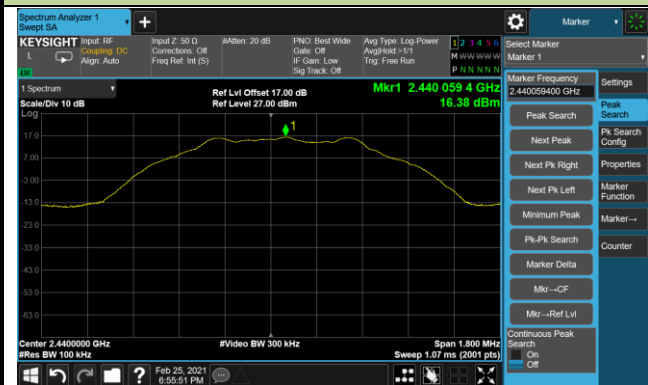 Spectrum Analyzer 1
Swept SA
Marker
KEYSIGHT
L
Input: RF
Coupling: DC
Align: Auto
Input Z: 50 Ω
Corrections: Off
Freq Ref: Int (S)
#Atten: 20 dB
PNO: Best Wide
Gate: Off
IF Gain: Low
Sig Track: Off
Avg Type: Log-Power
Avg|Hold:>1/1
Trig: Free Run
1 2 3 4 5 6
M W W W W W
P N N N N N
Select Marker
Marker 1
1 Spectrum
Scale/Div 10 dB
Log
Ref Lvl Offset 17.00 dB
Ref Level 27.00 dBm
Mkr1 2.440 059 4 GHz
16.38 dBm
1
17.0
7.00
-3.00
-13.0
-23.0
-33.0
-43.0
-53.0
-63.0
Center 2.4400000 GHz
#Res BW 100 kHz
#Video BW 300 kHz
Span 1.800 MHz
Sweep 1.07 ms (2001 pts)
Marker Frequency
2.440059400 GHz
Peak Search
Next Peak
Next Pk Right
Next Pk Left
Minimum Peak
Pk-Pk Search
Marker Delta
Mkr→CF
Mkr→Ref Lvl
Continuous Peak
Search
On
Off
Settings
Peak
Search
Pk Search
Config
Properties
Marker
Function
Marker→
Counter
Feb 25, 2021
6:55:51 PM